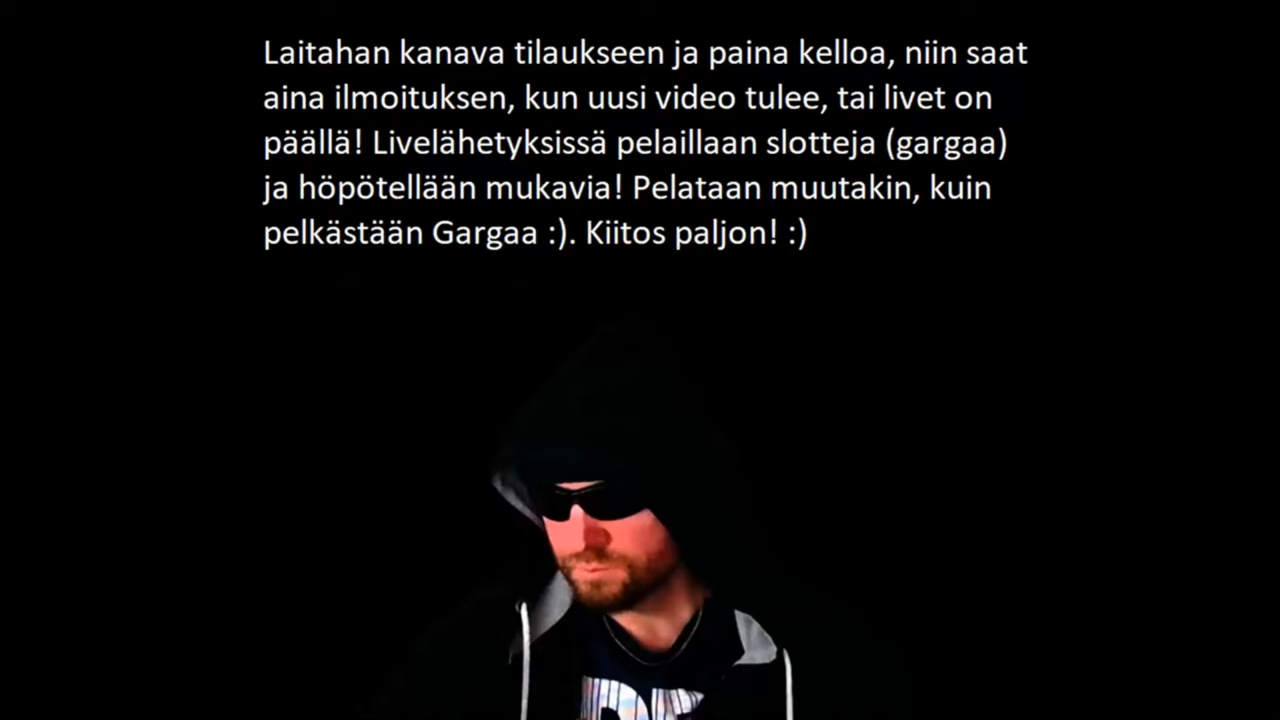 Laitahan kanava tilaukseen ja paina kelloa, niin saat
aina ilmoituksen, kun uusi video tulee, tai livet on
päällä! Livelähetyksissä pelaillaan slotteja (gargaa)
ja höpötellään mukavia! Pelataan muutakin, kuin
pelkästään Gargaa :). Kiitos paljon! :)